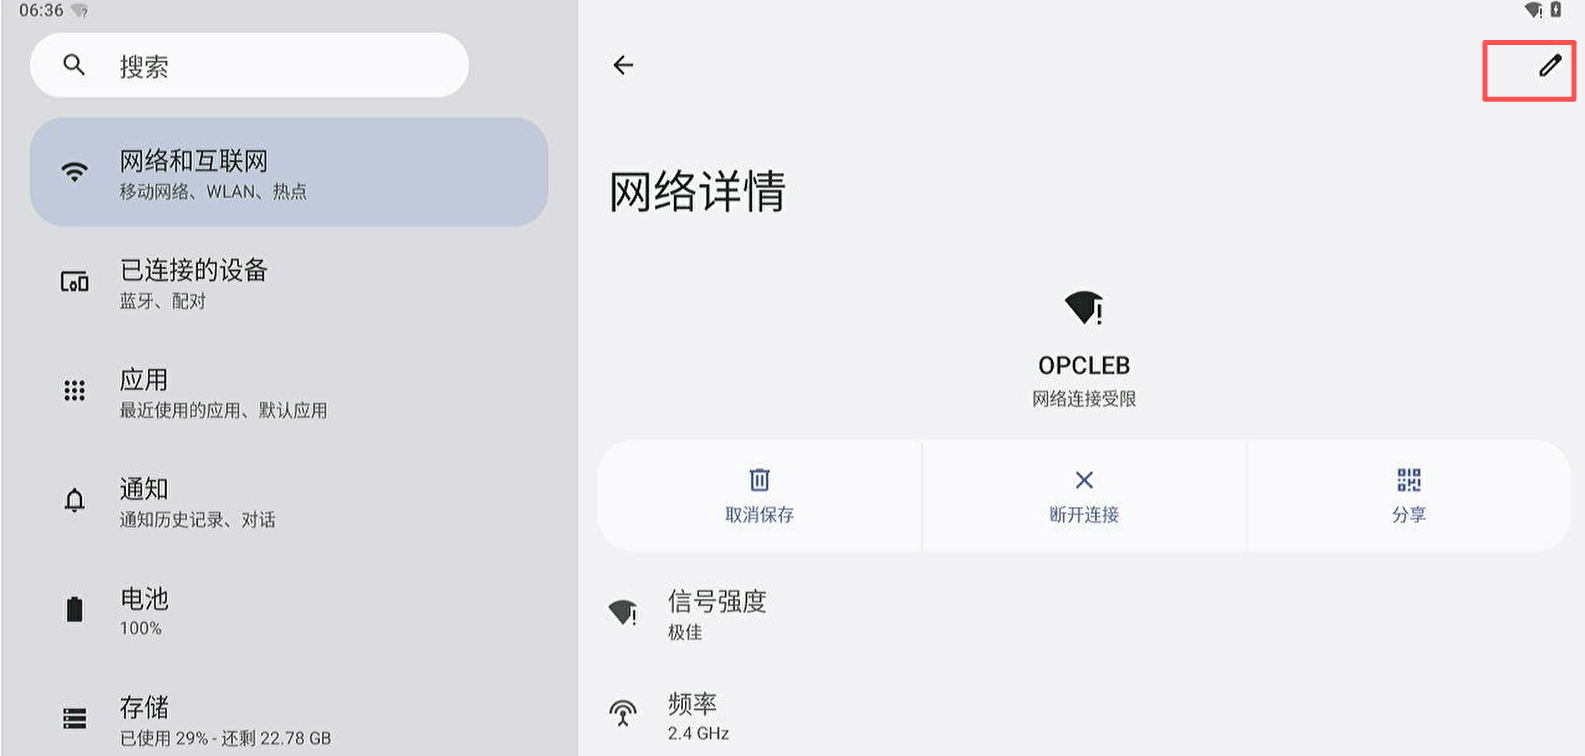 06:36
搜索
网络和互联网
移动网络、WLAN、热点
已连接的设备
蓝牙、配对
应用
最近使用的应用、默认应用
通知
通知历史记录、对话
电池
100%
存储
已使用 29% - 还剩 22.78 GB
网络详情
OPCLEB
网络连接受限
取消保存
断开连接
分享
信号强度
极佳
频率
2.4 GHz